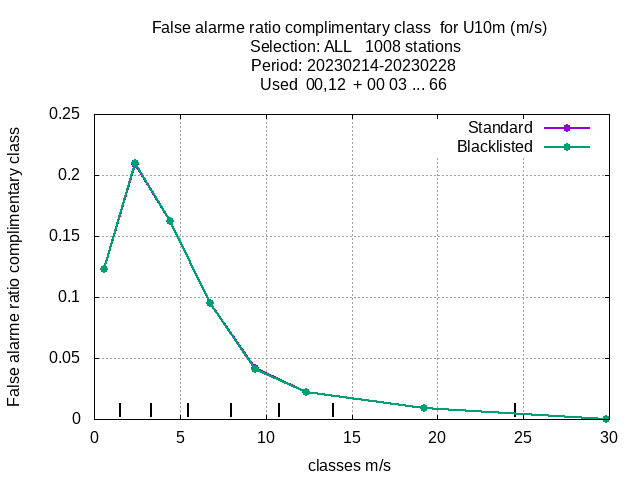 False alarme ratio complimentary class  for U10m (m/s)
Selection: ALL   1008 stations
Period: 20230214-20230228
Used  00,12  + 00 03 ... 66
Standard
Blacklisted
False alarme ratio complimentary class
0.25
0.2
0.15
0.1
0.05
0
0 5 10 15 20 25 30
classes m/s